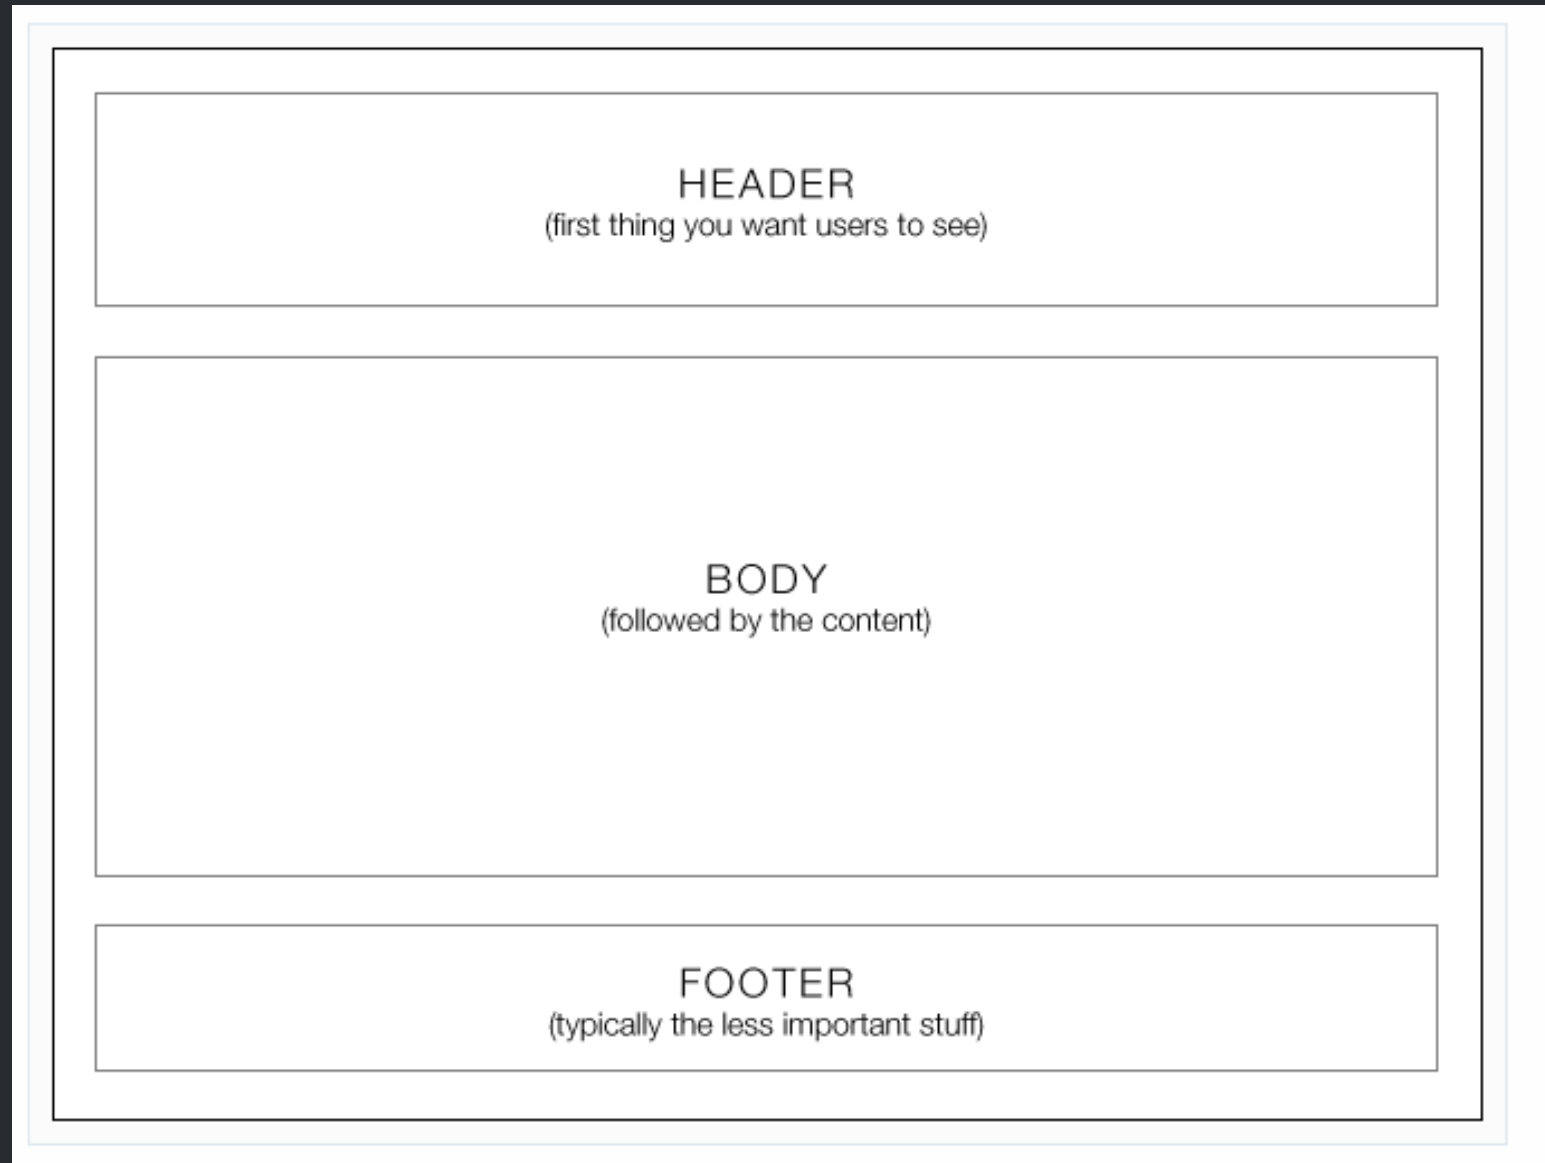 HEADER
(first thing you want users to see)
BODY
(followed by the content)
FOOTER
(typically the less important stuff)